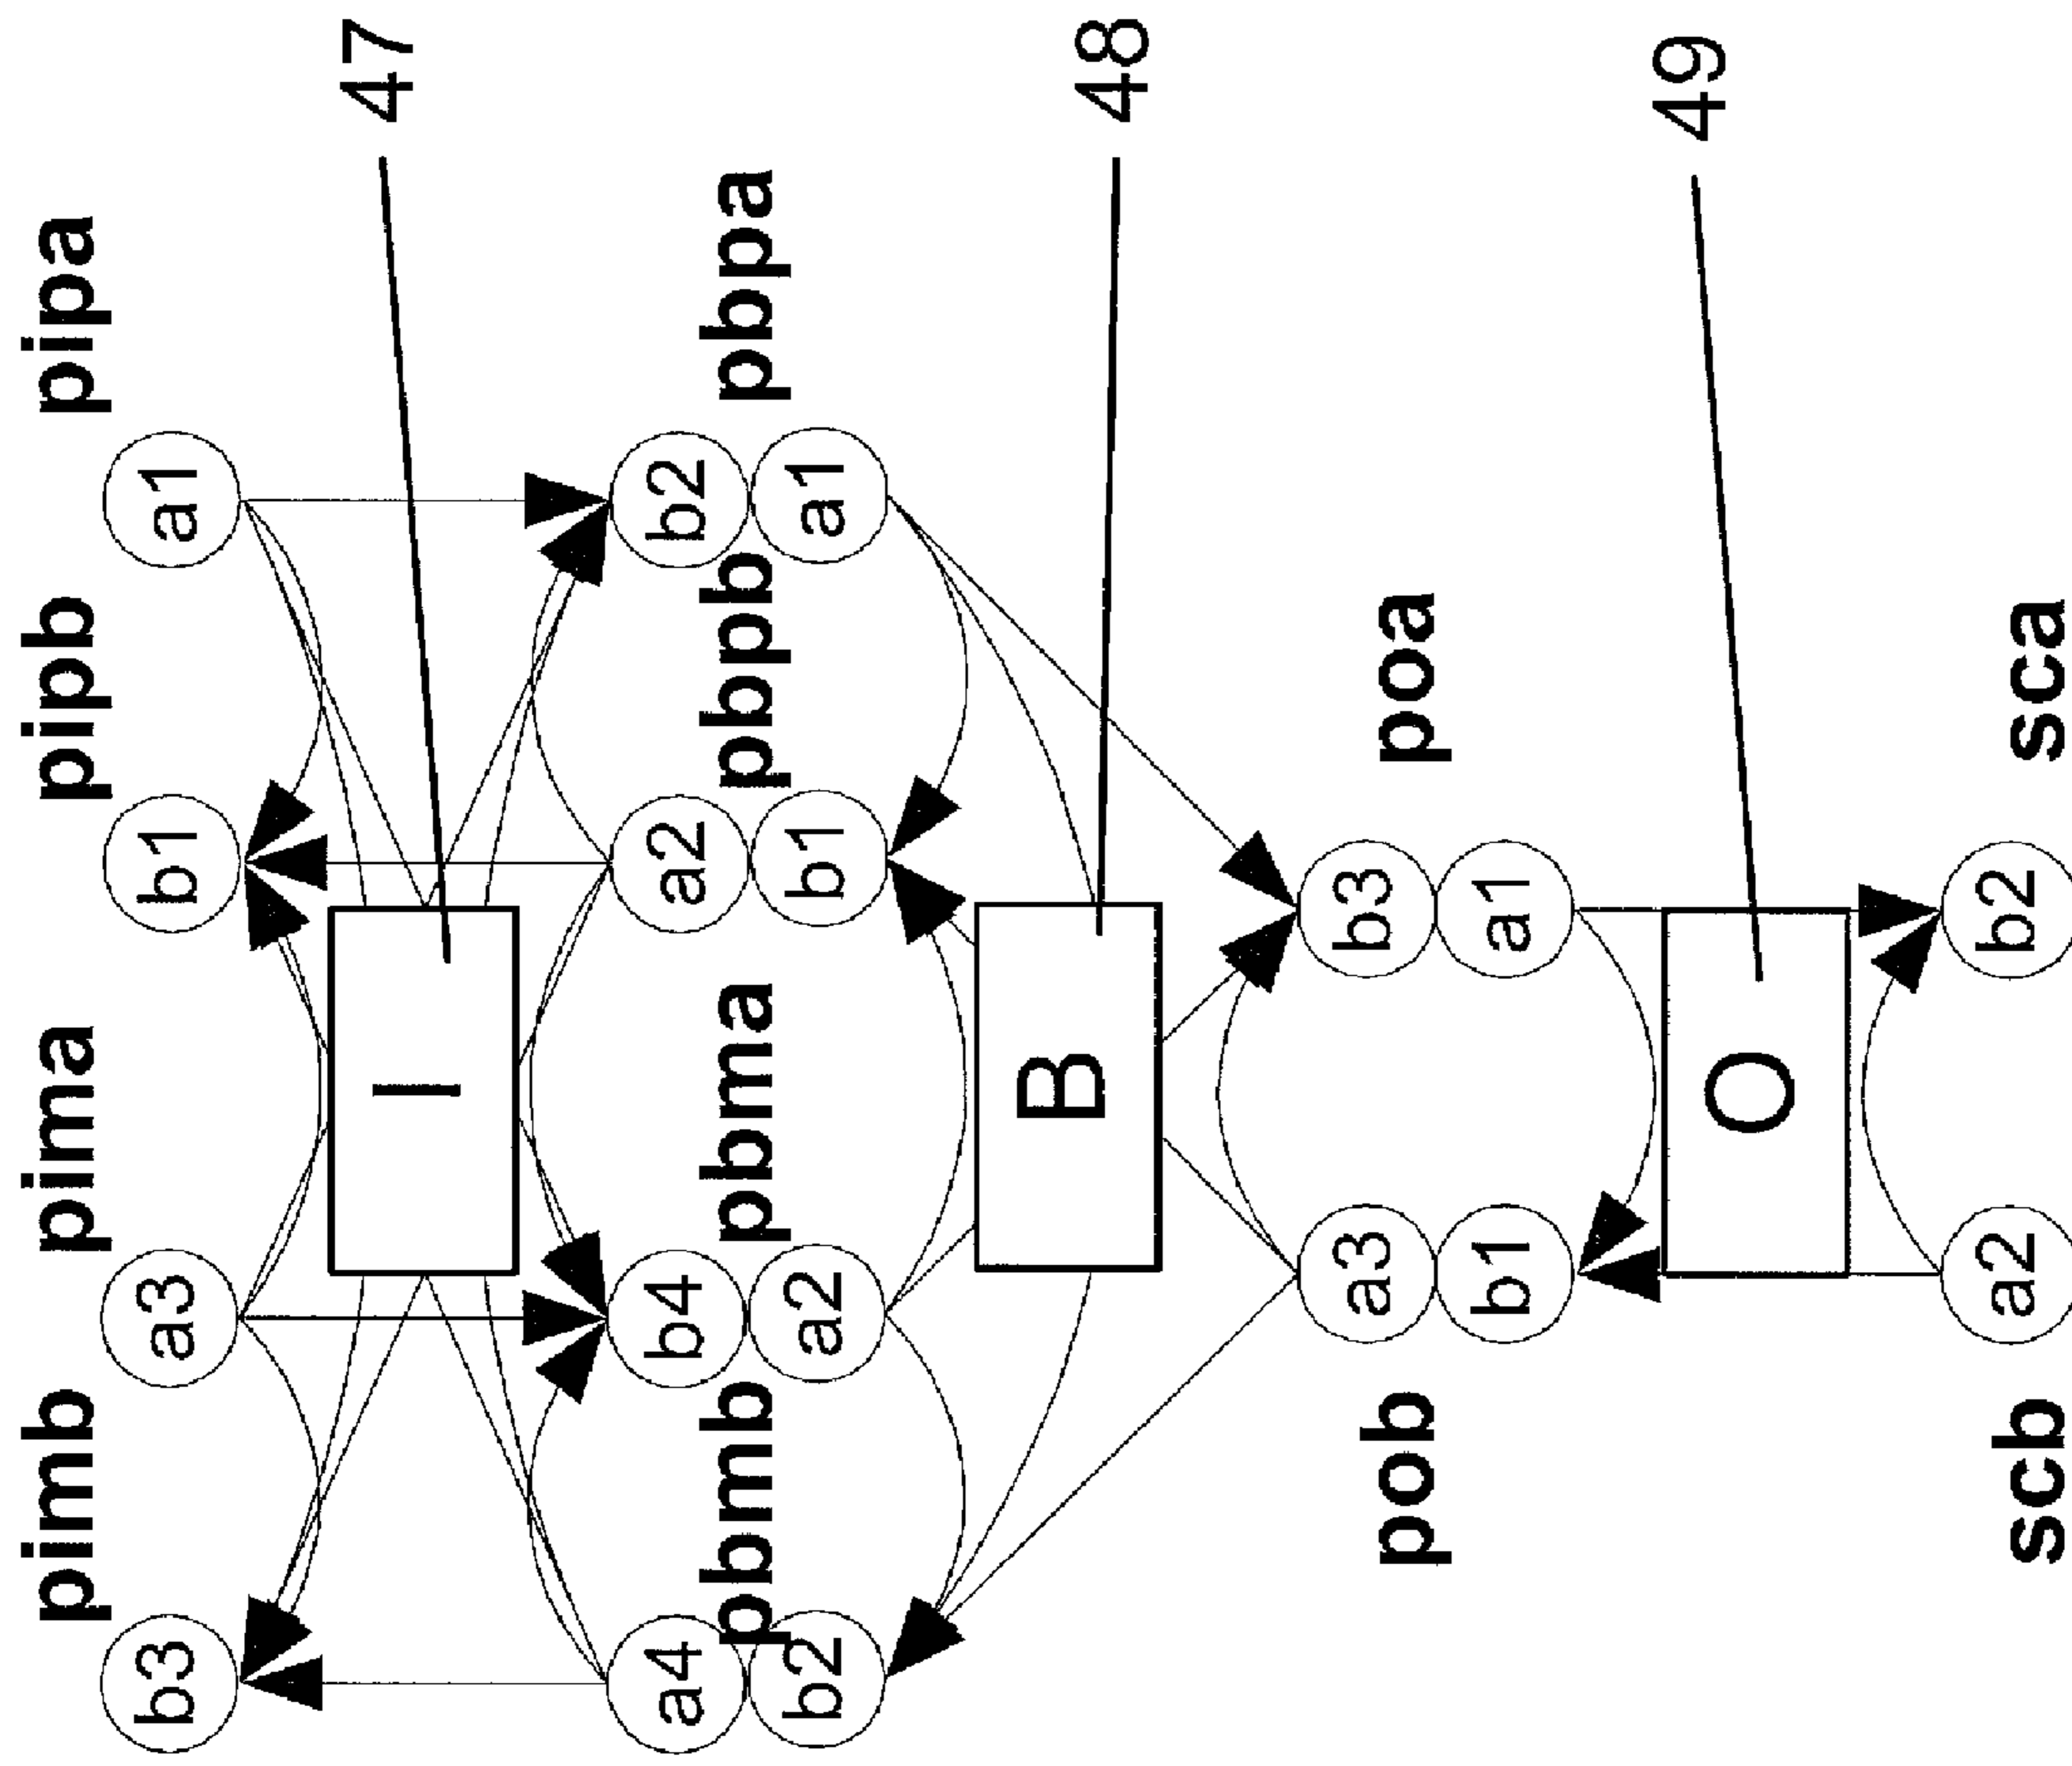 pimb pima pipb pipa
b3 a3 b1 a1
I 47
a4 b4 a2 b2
pbmb pbma pbpb pbpa
b2 a2 b1 a1
B 48
a3 b3
pob poa
b1 a1
O 49
a2 b2
scb sca